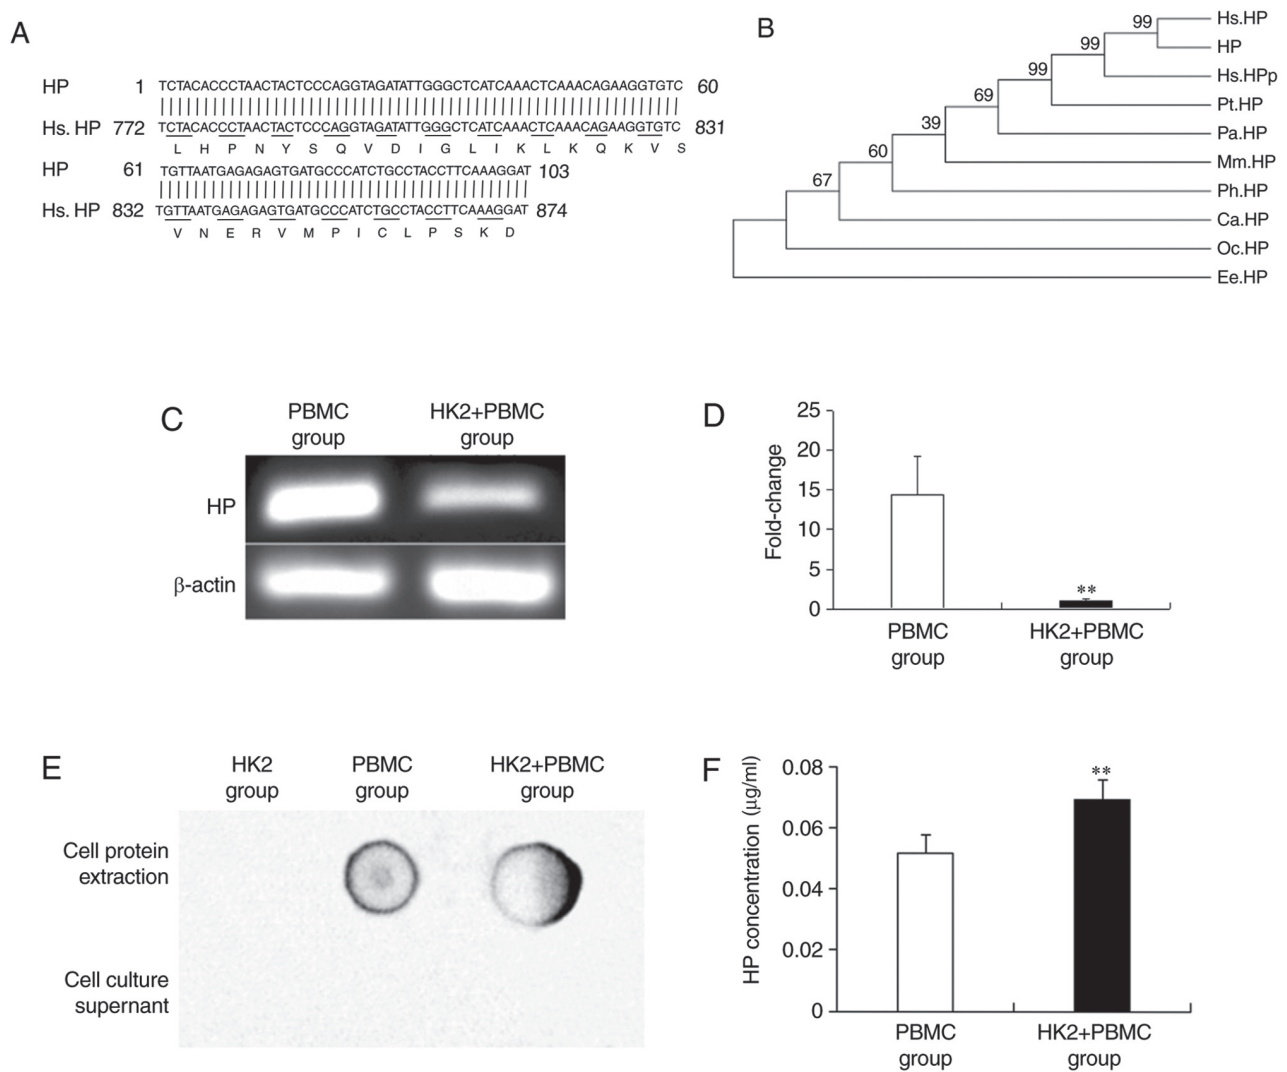 A
HP 1 TCTACACCCTAACTACTCCCAGGTAGATATTGGGCTCATCAAACTCAAACAGAAGGTGTC 60
Hs. HP 772 TCTACACCCTAACTACTCCCAGGTAGATATTGGGCTCATCAAACTCAAACAGAAGGTGTC 831
L H P N Y S Q V D I G L I K L K Q K V S
HP 61 TGTTAATGAGAGAGTGATGCCCATCTGCCTACCTTCAAAGGAT 103
Hs. HP 832 TGTTAATGAGAGAGTGATGCCCATCTGCCTACCTTCAAAGGAT 874
V N E R V M P I C L P S K D
B
99 Hs.HP
99 HP
99 Hs.HPp
69 Pt.HP
39 Pa.HP
60 Mm.HP
67 Ph.HP
Ca.HP
Oc.HP
Ee.HP
C
PBMC
group
HK2+PBMC
group
HP
β-actin
D
Fold-change
25
20
15
10
5
0
**
PBMC
group
HK2+PBMC
group
E
HK2
group
PBMC
group
HK2+PBMC
group
Cell protein
extraction
Cell culture
supernant
F
HP concentration (µg/ml)
0.08
0.06
0.04
0.02
0
**
PBMC
group
HK2+PBMC
group